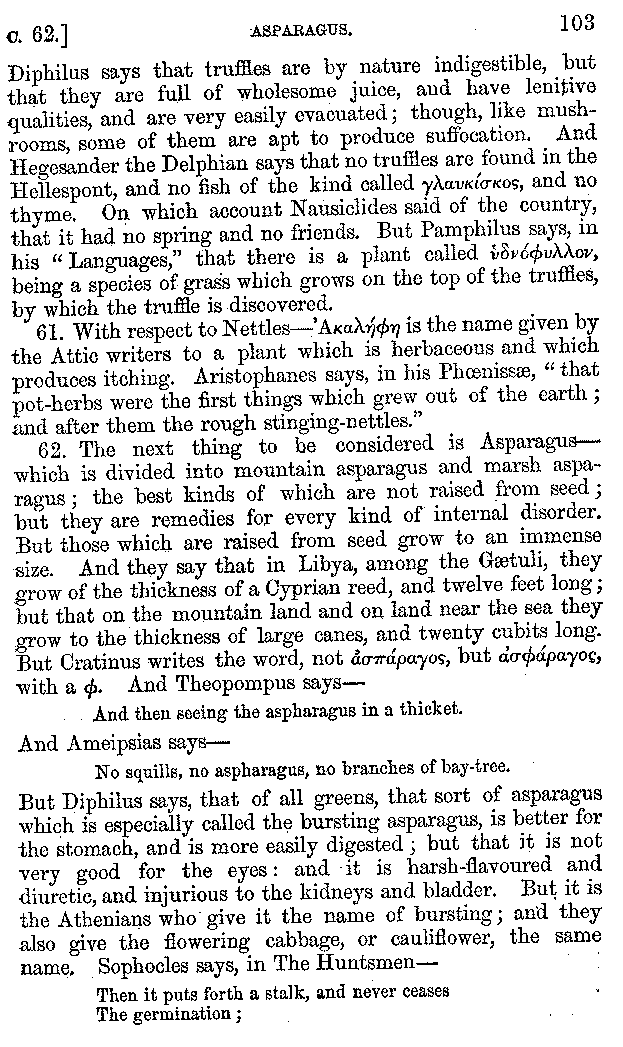 C. 62.] ASPARAGUS. 103
Diphilus says that truffles are by nature indigestible, but
that they are full of wholesome juice, and have lenitive
qualities, and are very easily evacuated; though, like mush-
rooms, some of them are apt to produce suffocation. And
Hegesander the Delphian says that no truffles are found in the
Hellespont, and no fish of the kind called γλαυκίσκος, and no
thyme. On which account Nausiclides said of the country,
that it had no spring and no friends. But Pamphilus says, in
his “Languages,” that there is a plant called ὑδνόφυλλον,
being a species of grass which grows on the top of the truffles,
by which the truffle is discovered.
61. With respect to Nettles—Ἀκαλήφη is the name given by
the Attic writers to a plant which is herbaceous and which
produces itching. Aristophanes says, in his Phœnissæ, “that
pot-herbs were the first things which grew out of the earth;
and after them the rough stinging-nettles.”
62. The next thing to be considered is Asparagus—
which is divided into mountain asparagus and marsh aspa-
ragus; the best kinds of which are not raised from seed;
but they are remedies for every kind of internal disorder.
But those which are raised from seed grow to an immense
size. And they say that in Libya, among the Gætuli, they
grow of the thickness of a Cyprian reed, and twelve feet long;
but that on the mountain land and on land near the sea they
grow to the thickness of large canes, and twenty cubits long.
But Cratinus writes the word, not ἀσπάραγος, but ἀσφάραγος,
with a φ. And Theopompus says—
And then seeing the aspharagus in a thicket.
And Ameipsias says—
No squills, no aspharagus, no branches of bay-tree.
But Diphilus says, that of all greens, that sort of asparagus
which is especially called the bursting asparagus, is better for
the stomach, and is more easily digested; but that it is not
very good for the eyes: and it is harsh-flavoured and
diuretic, and injurious to the kidneys and bladder. But it is
the Athenians who give it the name of bursting; and they
also give the flowering cabbage, or cauliflower, the same
name. Sophocles says, in The Huntsmen—
Then it puts forth a stalk, and never ceases
The germination;